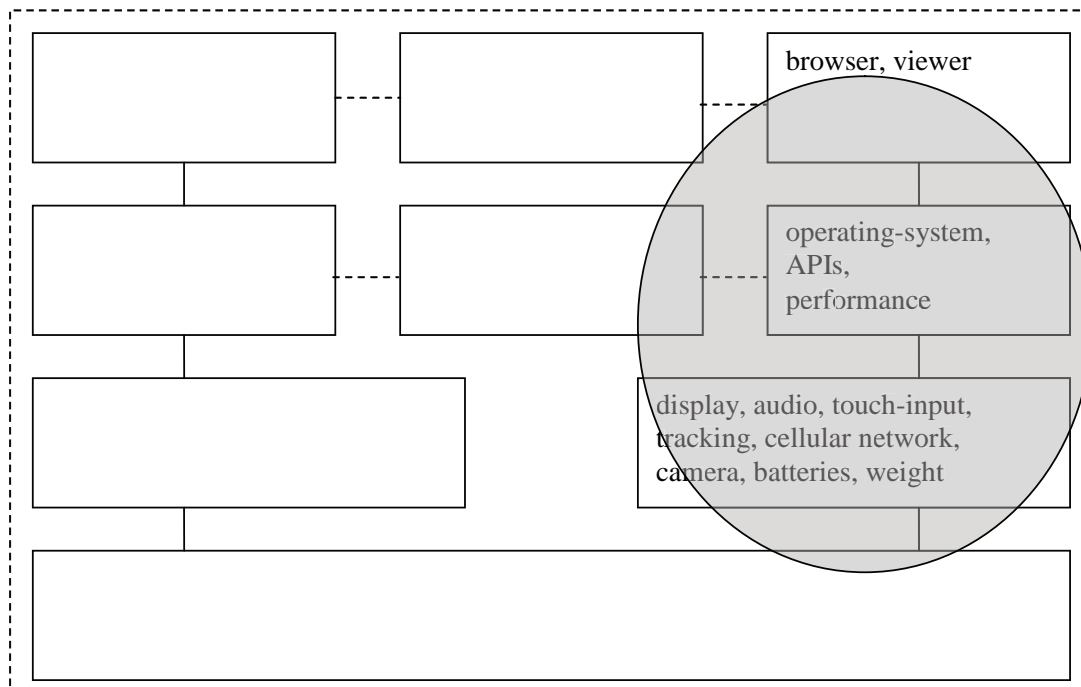 browser, viewer
operating-system,
APIs,
performance
display, audio, touch-input,
tracking, cellular network,
camera, batteries, weight